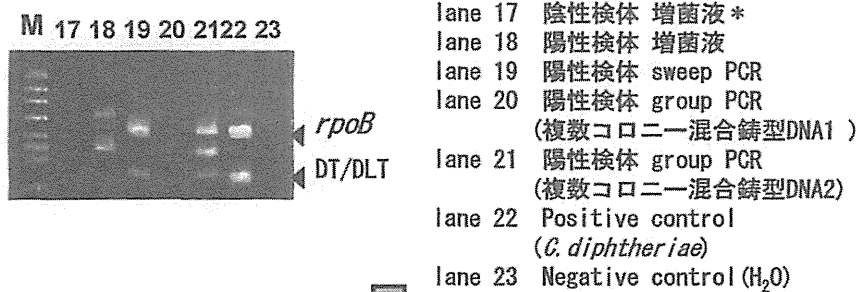 M 17 18 19 20 2122 23
rpoB
DT/DLT
lane 17 陰性検体 増菌液*
lane 18 陽性検体 増菌液
lane 19 陽性検体 sweep PCR
lane 20 陽性検体 group PCR
(複数コロニー混合鋳型DNA1 )
lane 21 陽性検体 group PCR
(複数コロニー混合鋳型DNA2)
lane 22 Positive control
(C. diphtheriae)
lane 23 Negative control(H₂O)